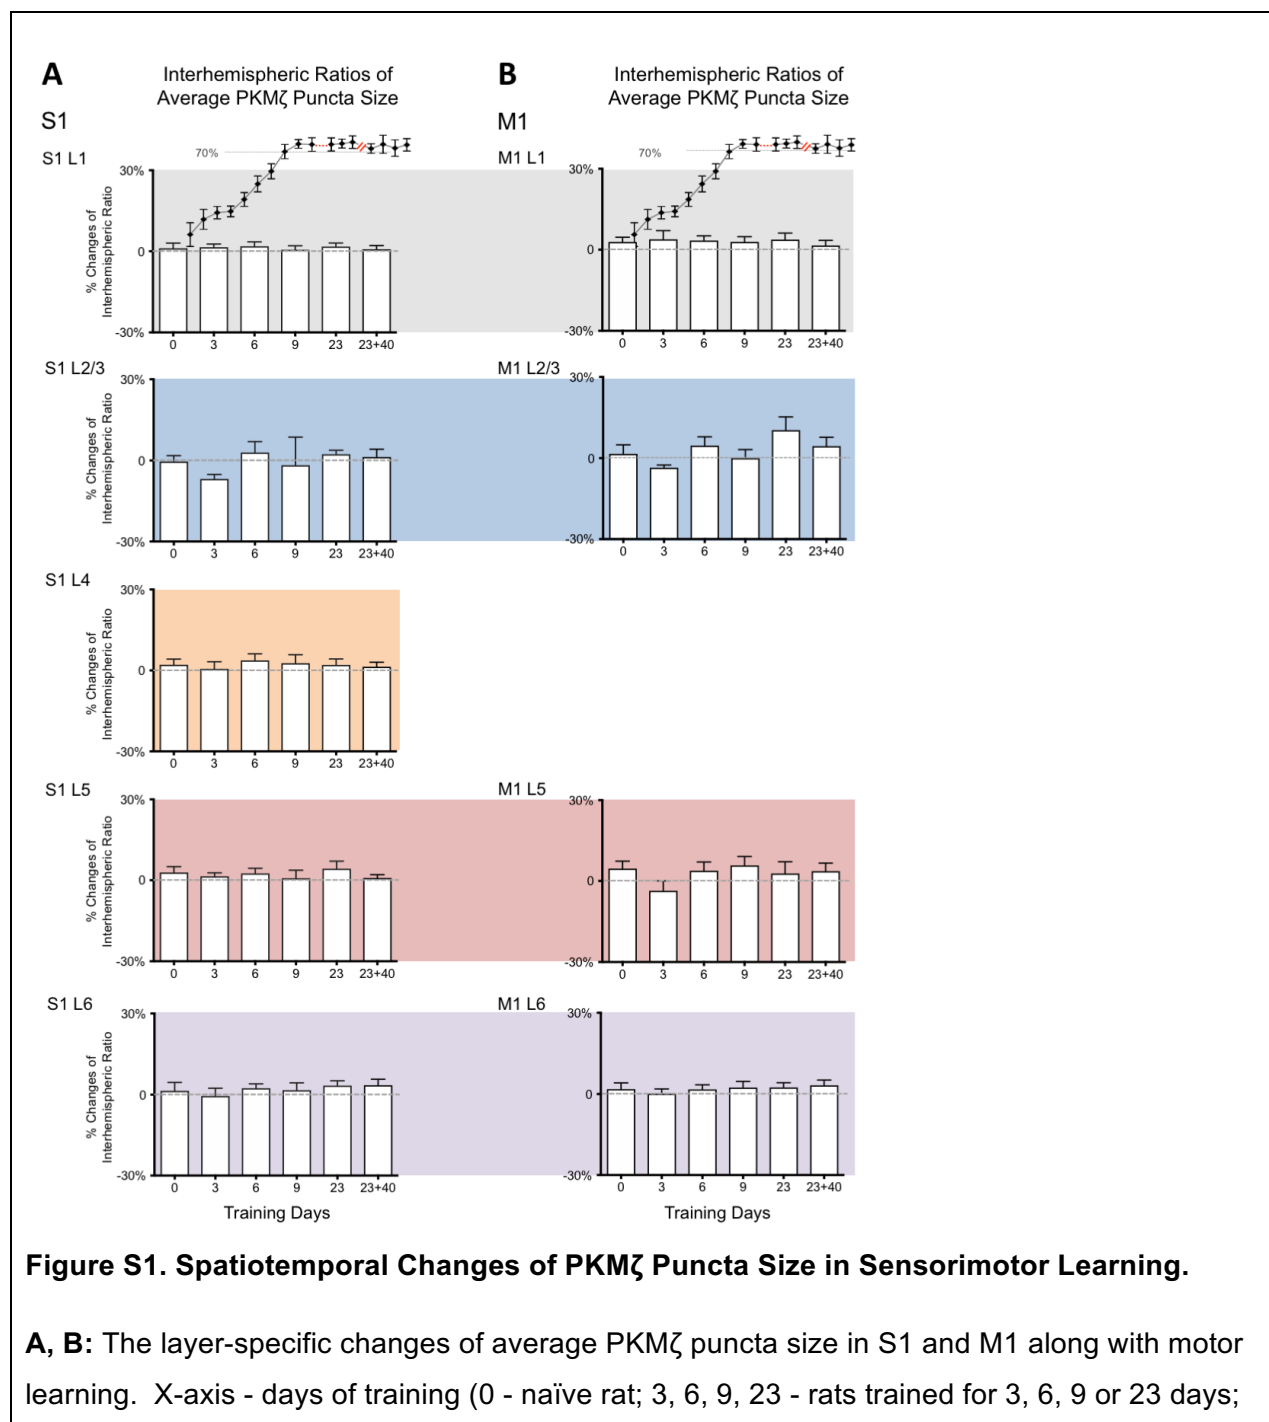 A
Interhemispheric Ratios of
Average PKMζ Puncta Size
B
Interhemispheric Ratios of
Average PKMζ Puncta Size
S1
M1
S1 L1
70%
30%
0
-30%
% Changes of
Interhemispheric Ratio
0 3 6 9 23 23+40
M1 L1
70%
30%
0
-30%
0 3 6 9 23 23+40
S1 L2/3
30%
0
-30%
% Changes of
Interhemispheric Ratio
0 3 6 9 23 23+40
M1 L2/3
30%
0
-30%
0 3 6 9 23 23+40
S1 L4
30%
0
-30%
% Changes of
Interhemispheric Ratio
0 3 6 9 23 23+40
S1 L5
30%
0
-30%
% Changes of
Interhemispheric Ratio
0 3 6 9 23 23+40
M1 L5
30%
0
-30%
0 3 6 9 23 23+40
S1 L6
30%
0
-30%
% Changes of
Interhemispheric Ratio
0 3 6 9 23 23+40
Training Days
M1 L6
30%
0
-30%
0 3 6 9 23 23+40
Training Days
Figure S1. Spatiotemporal Changes of PKMζ Puncta Size in Sensorimotor Learning.
A, B: The layer-specific changes of average PKMζ puncta size in S1 and M1 along with motor
learning. X-axis - days of training (0 - naïve rat; 3, 6, 9, 23 - rats trained for 3, 6, 9 or 23 days;